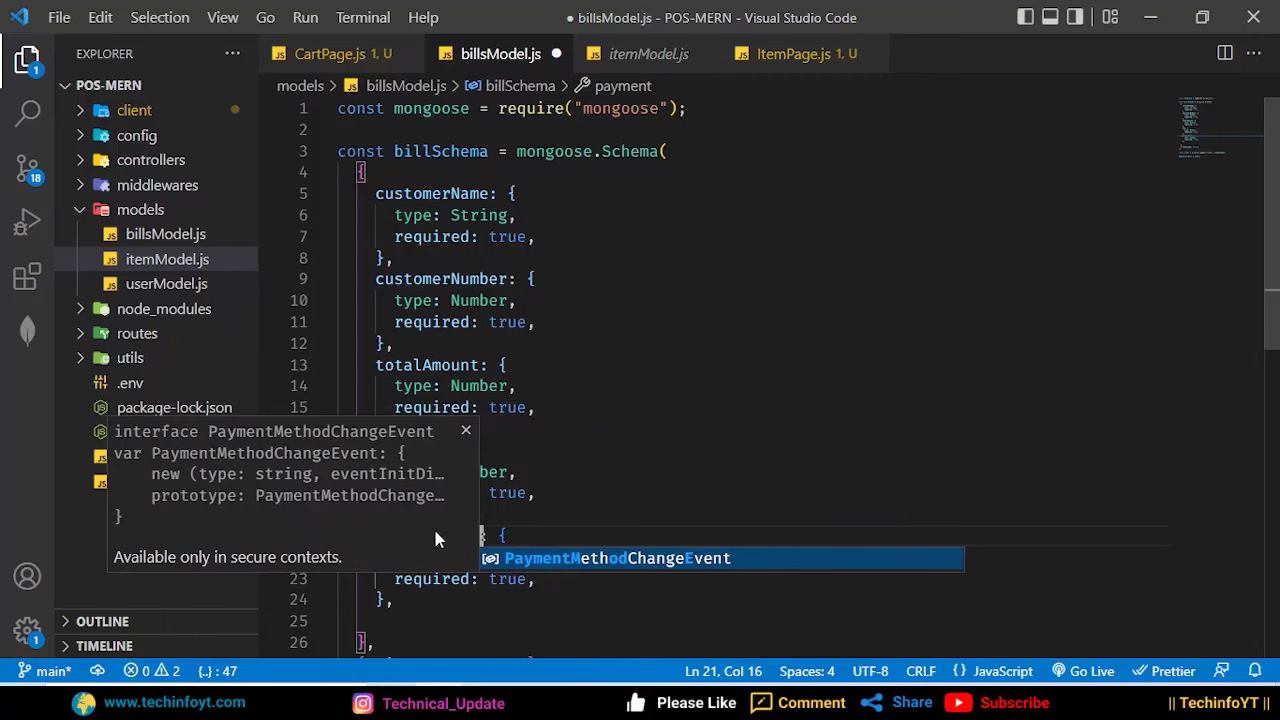 File Edit Selection View Go Run Terminal Help
● billsModel.js - POS-MERN - Visual Studio Code
EXPLORER
CartPage.js 1, U
billsModel.js
itemModel.js
ItemPage.js 1, U
POS-MERN
client
config
controllers
middlewares
models
billsModel.js
itemModel.js
userModel.js
node_modules
routes
utils
.env
package-lock.json
OUTLINE
TIMELINE
1
18
1
models > billsModel.js > billSchema > payment
1 const mongoose = require("mongoose");
2
3 const billSchema = mongoose.Schema(
4 {
5 customerName: {
6 type: String,
7 required: true,
8 },
9 customerNumber: {
10 type: Number,
11 required: true,
12 },
13 totalAmount: {
14 type: Number,
15 required: true,
ber,
true,
{
23 required: true,
24 },
25
26 },
interface PaymentMethodChangeEvent
var PaymentMethodChangeEvent: {
new (type: string, eventInitDi…
prototype: PaymentMethodChange…
}
Available only in secure contexts.
PaymentMethodChangeEvent
main* 0 2 {..} : 47 Ln 21, Col 16 Spaces: 4 UTF-8 CRLF JavaScript Go Live Prettier
www.techinfoyt.com Technical_Update Please Like Comment Share Subscribe || TechinfoYT ||